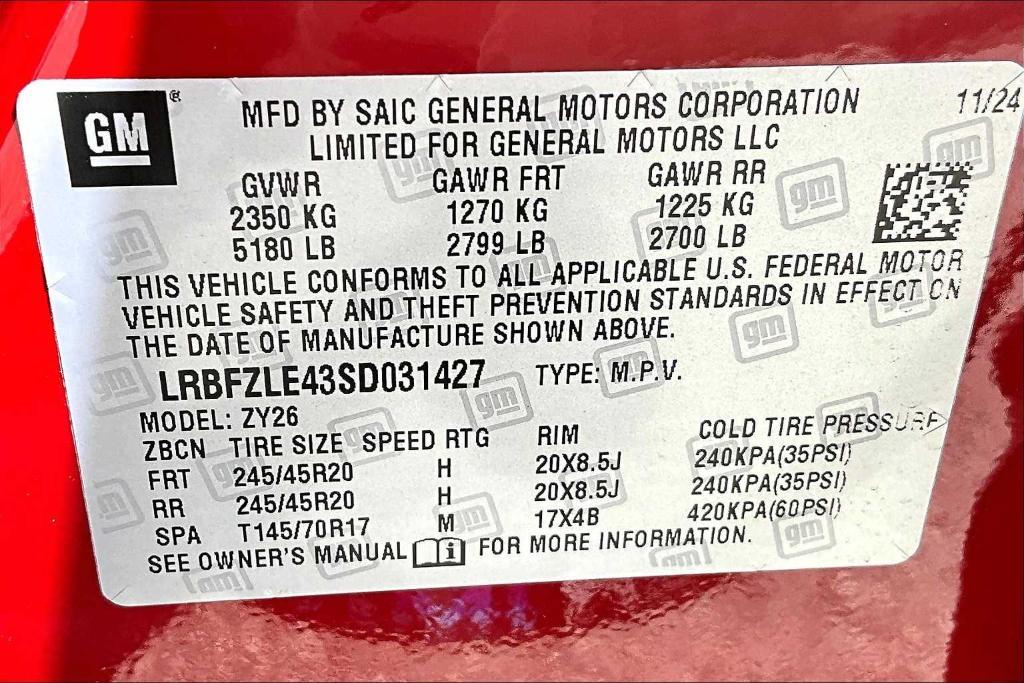 GM ® MFD BY SAIC GENERAL MOTORS CORPORATION 11/24
LIMITED FOR GENERAL MOTORS LLC
GVWR GAWR FRT GAWR RR
2350 KG 1270 KG 1225 KG
5180 LB 2799 LB 2700 LB
THIS VEHICLE CONFORMS TO ALL APPLICABLE U.S. FEDERAL MOTOR
VEHICLE SAFETY AND THEFT PREVENTION STANDARDS IN EFFECT ON
THE DATE OF MANUFACTURE SHOWN ABOVE.
LRBFZLE43SD031427 TYPE: M.P.V.
MODEL: ZY26
ZBCN TIRE SIZE SPEED RTG RIM COLD TIRE PRESSURE
FRT 245/45R20 H 20X8.5J 240KPA(35PSI)
RR 245/45R20 H 20X8.5J 240KPA(35PSI)
SPA T145/70R17 M 17X4B 420KPA(60PSI)
SEE OWNER'S MANUAL FOR MORE INFORMATION.